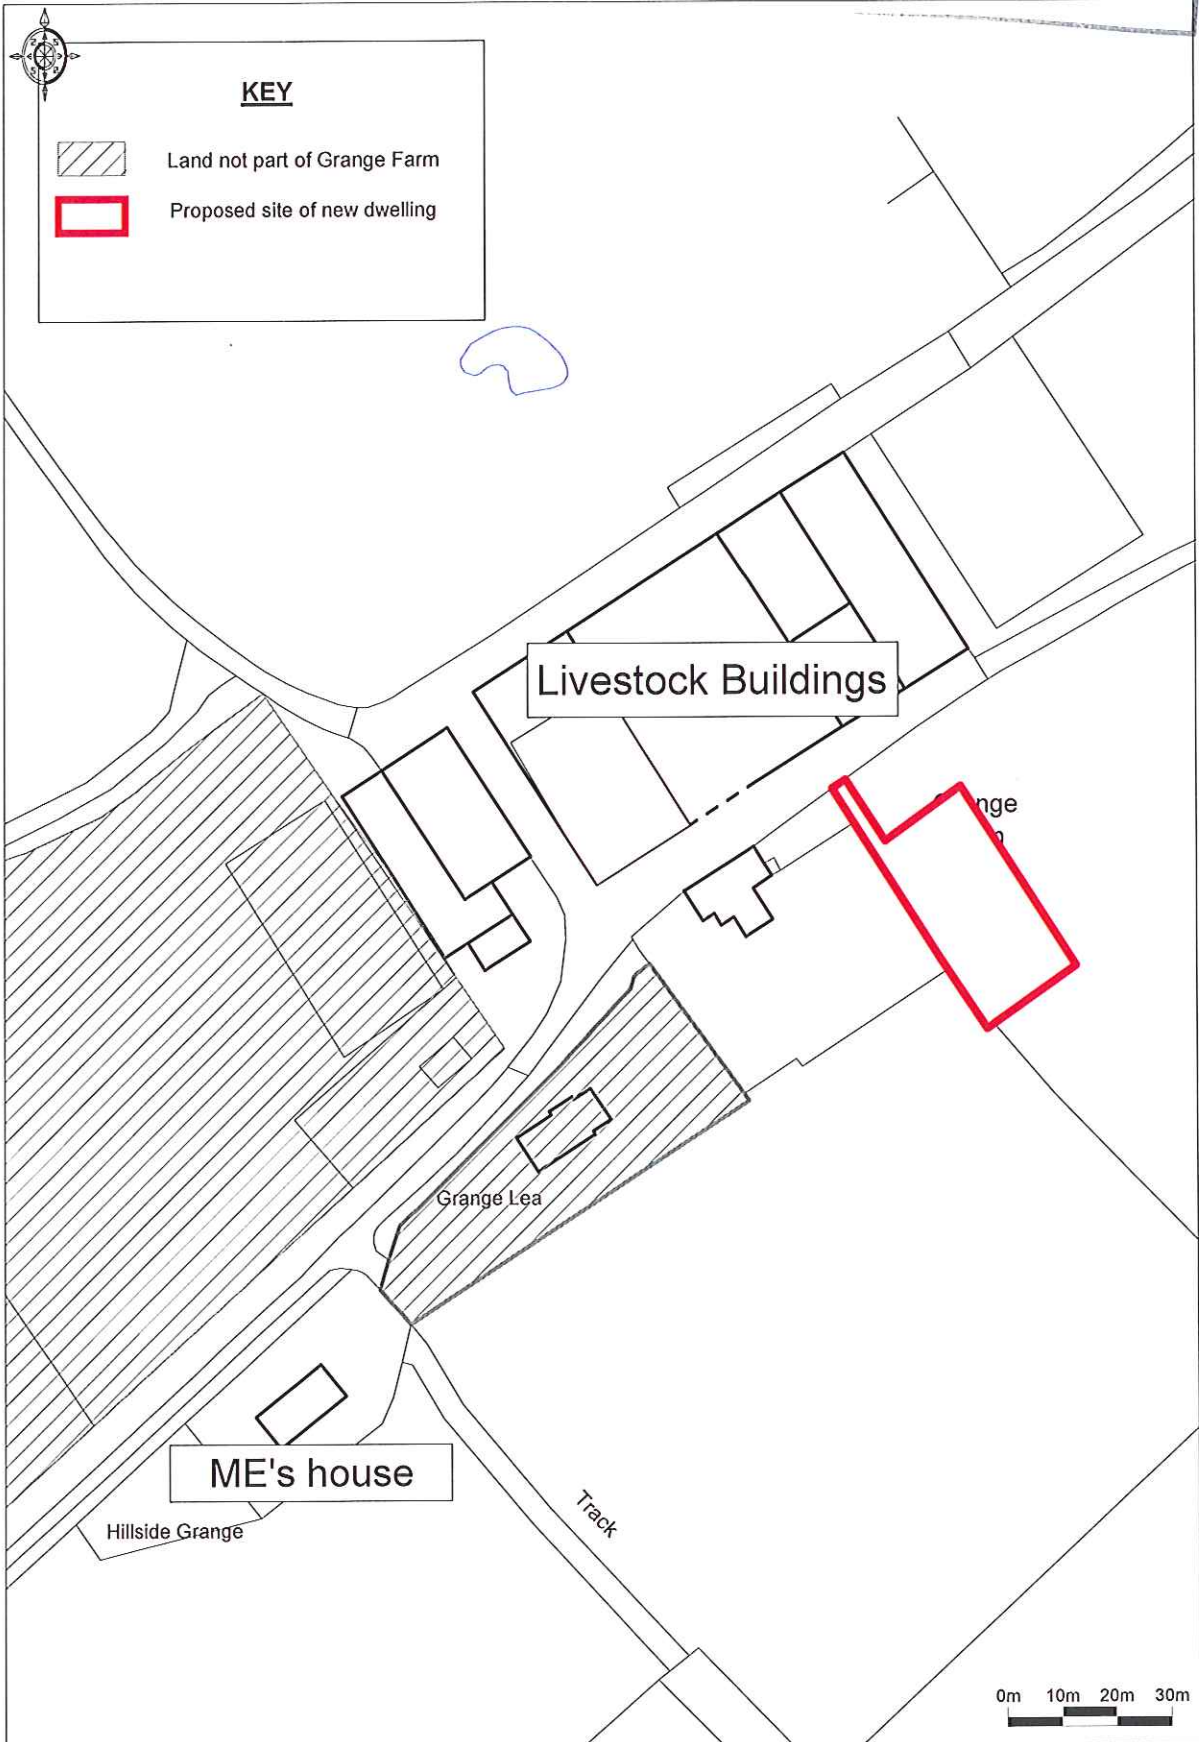 KEY
Land not part of Grange Farm
Proposed site of new dwelling
Livestock Buildings
Grange Lea
ME's house
Hillside Grange
Track
0m 10m 20m 30m